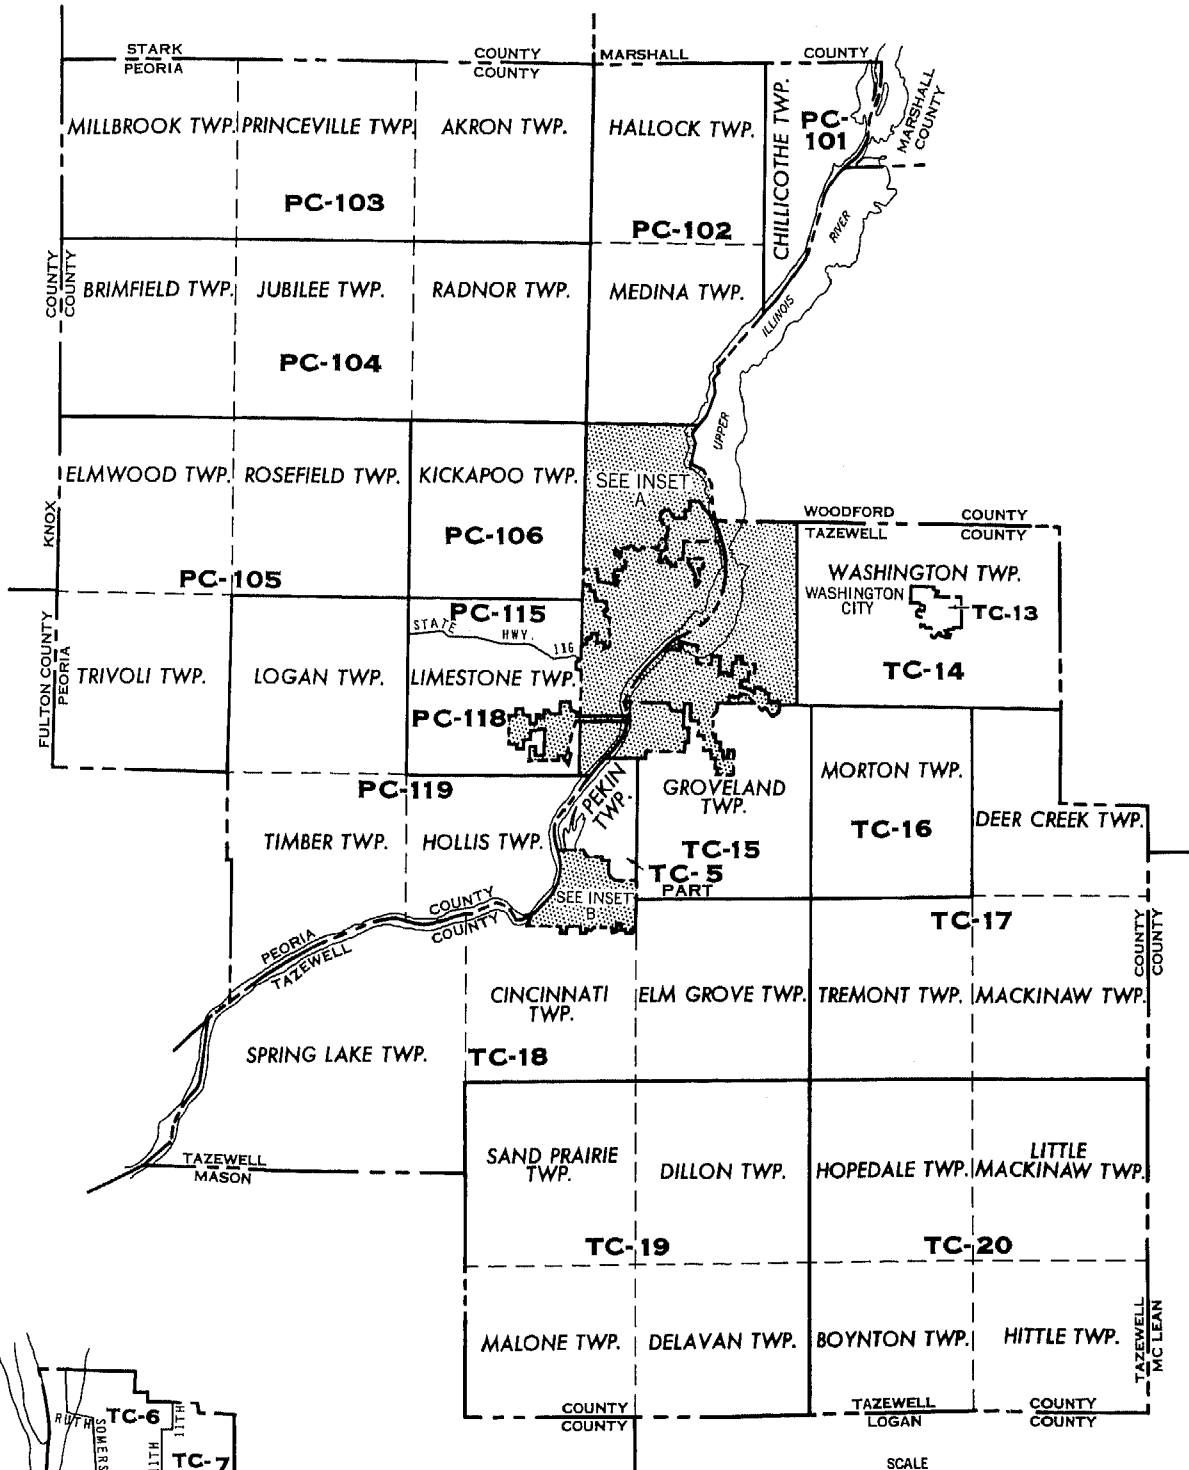 STARK
PEORIA
COUNTY
COUNTY
MARSHALL
COUNTY
MARSHALL
COUNTY
MILLBROOK TWP.
PRINCEVILLE TWP.
AKRON TWP.
HALLOCK TWP.
CHILLICOTHE TWP.
PC-
101
PC-103
PC-102
RIVER
COUNTY
COUNTY
BRIMFIELD TWP.
JUBILEE TWP.
RADNOR TWP.
MEDINA TWP.
ILLINOIS
PC-104
UPPER
ELMWOOD TWP.
ROSEFIELD TWP.
KICKAPOO TWP.
SEE INSET
A
KNOX
PC-106
WOODFORD
TAZEWELL
COUNTY
COUNTY
PC-105
WASHINGTON TWP.
WASHINGTON
CITY
TC-13
PC-115
STATE
HWY.
116
FULTON COUNTY
PEORIA
TRIVOLI TWP.
LOGAN TWP.
LIMESTONE TWP.
TC-14
PC-118
PC-119
PEKIN
TWP.
GROVELAND
TWP.
MORTON TWP.
DEER CREEK TWP.
TIMBER TWP.
HOLLIS TWP.
TC-15
TC-16
TC-5
PART
SEE INSET
B
COUNTY
COUNTY
TC-17
PEORIA
TAZEWELL
COUNTY
COUNTY
CINCINNATI
TWP.
ELM GROVE TWP.
TREMONT TWP.
MACKINAW TWP.
SPRING LAKE TWP.
TC-18
TAZEWELL
MASON
SAND PRAIRIE
TWP.
DILLON TWP.
HOPEDALE TWP.
LITTLE
MACKINAW TWP.
TC-19
TC-20
MALONE TWP.
DELAVAN TWP.
BOYNTON TWP.
HITTLE TWP.
TAZEWELL
MC LEAN
COUNTY
COUNTY
TAZEWELL
LOGAN
COUNTY
COUNTY
RUTH
TC-6
11TH
SOMERS
11TH
TC-7
SCALE